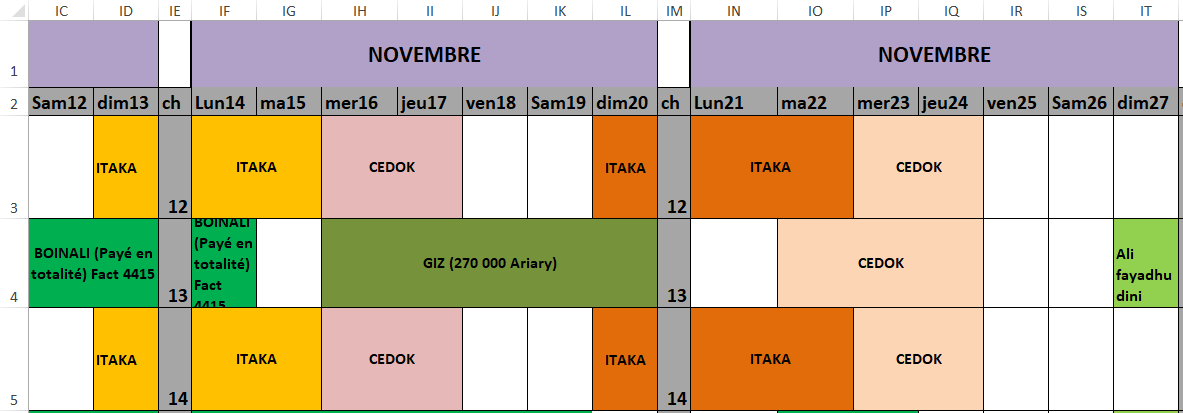 IC ID IE IF IG IH II IJ IK IL IM IN IO IP IQ IR IS IT
1 NOVEMBRE NOVEMBRE
2 Sam12 dim13 ch Lun14 ma15 mer16 jeu17 ven18 Sam19 dim20 ch Lun21 ma22 mer23 jeu24 ven25 Sam26 dim27
ITAKA ITAKA CEDOK ITAKA ITAKA CEDOK
3 12 12
BOINALI (Payé en
totalité) Fact 4415
BOINALI
(Payé en
totalité)
Fact
4415
GIZ (270 000 Ariary)
CEDOK
Ali
fayadhu
dini
4 13 13
ITAKA ITAKA CEDOK ITAKA ITAKA CEDOK
5 14 14